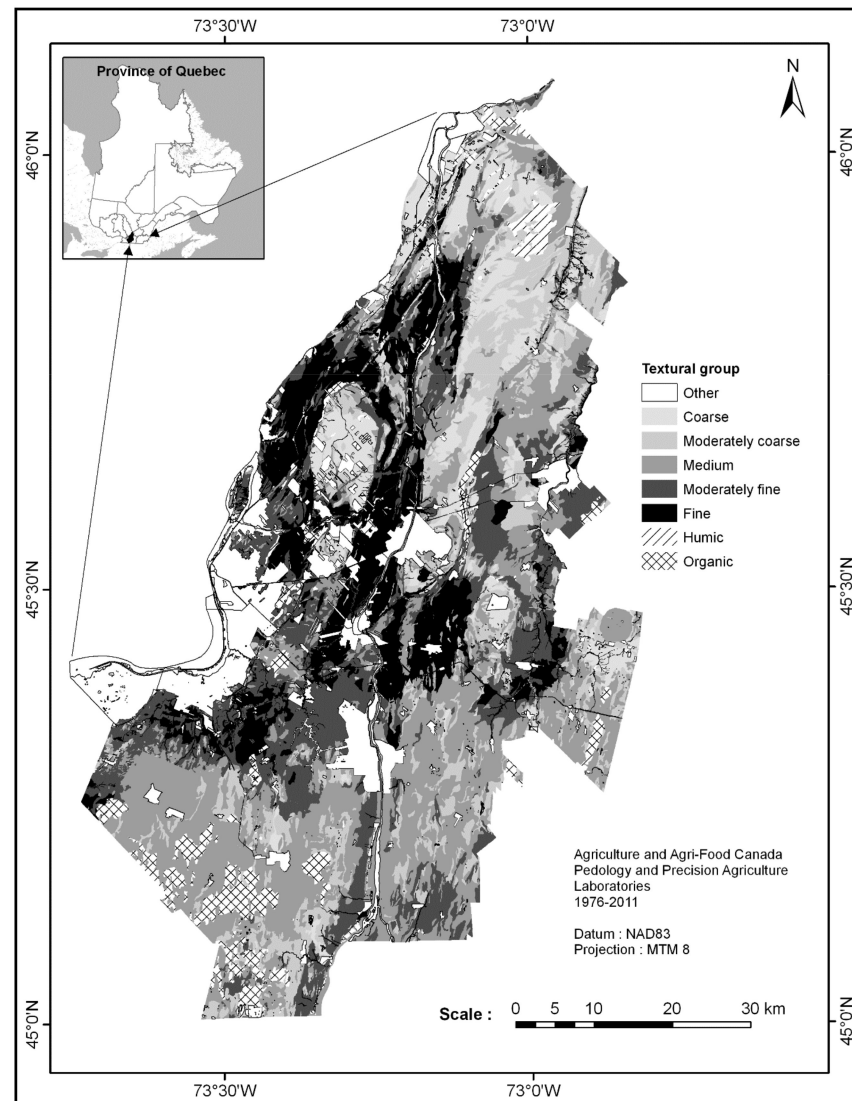 73°30'W 73°0'W
Province of Quebec
N
46°0'N 46°0'N
Textural group
Other
Coarse
Moderately coarse
Medium
Moderately fine
Fine
Humic
Organic
45°30'N 45°30'N
Agriculture and Agri-Food Canada
Pedology and Precision Agriculture
Laboratories
1976-2011
Datum : NAD83
Projection : MTM 8
Scale : 0 5 10 20 30 km
45°0'N 45°0'N
73°30'W 73°0'W